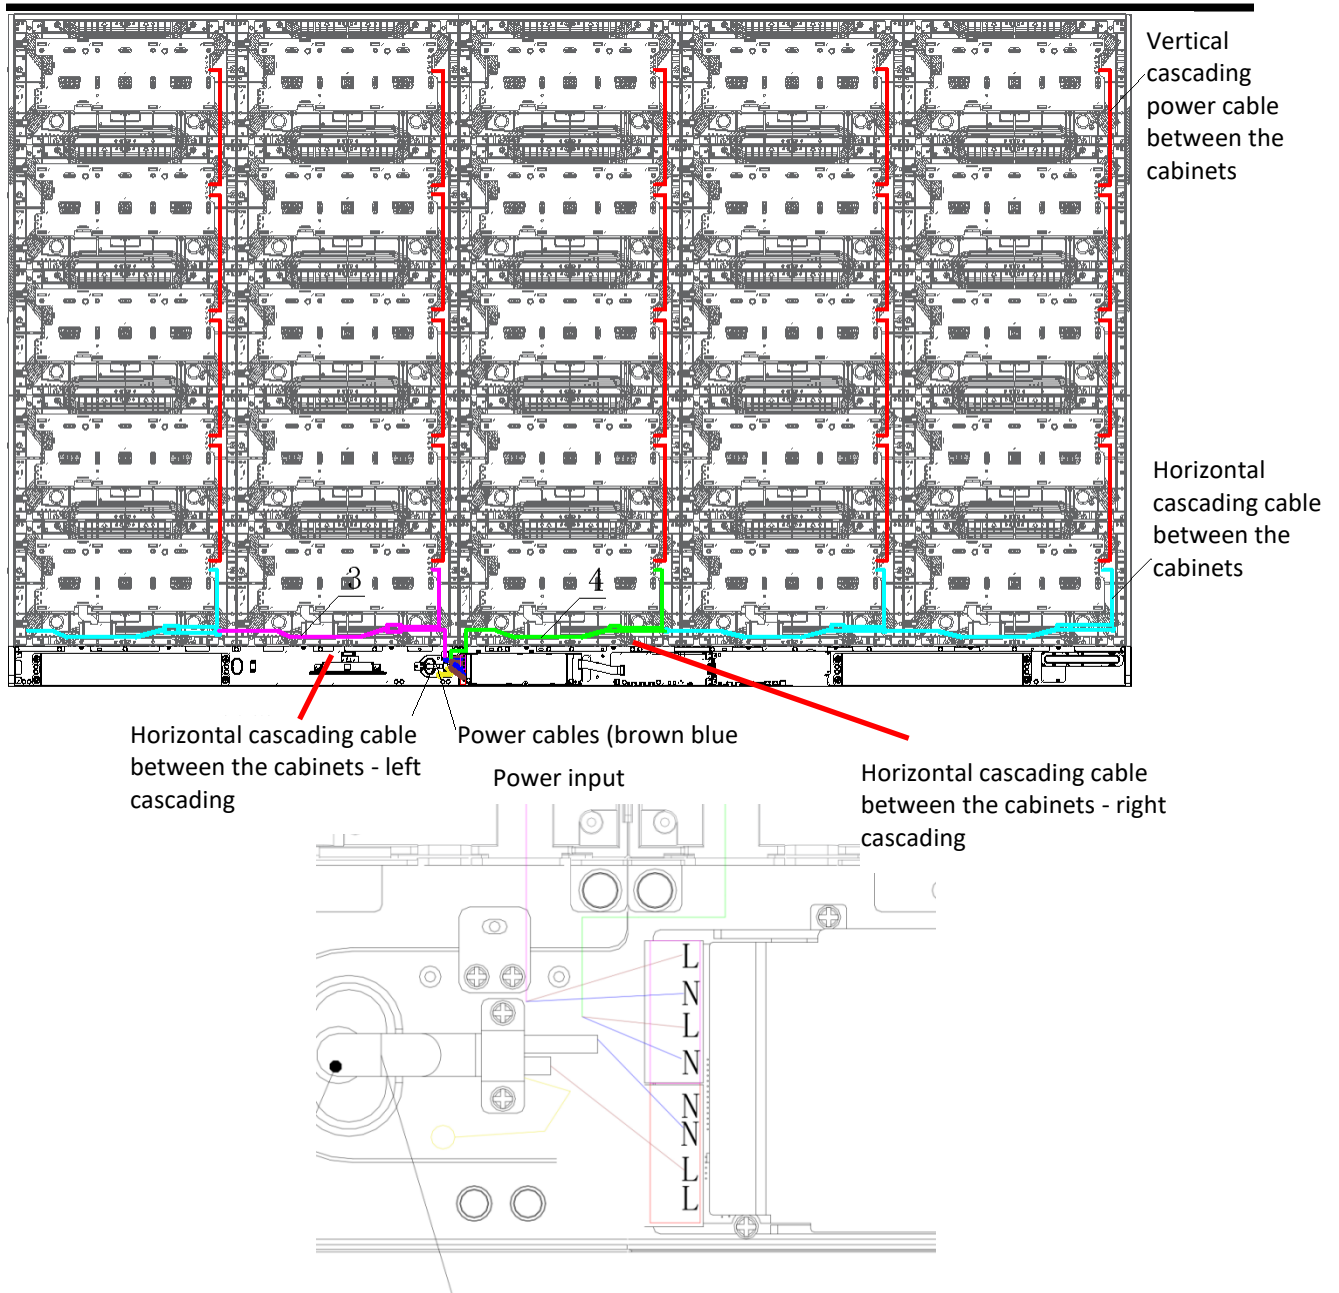 Vertical
cascading
power cable
between the
cabinets
Horizontal
cascading cable
between the
cabinets
3
4
Horizontal cascading cable
between the cabinets - left
cascading
Power cables (brown blue
Power input
Horizontal cascading cable
between the cabinets - right
cascading
L
N
L
N
N
N
L
L